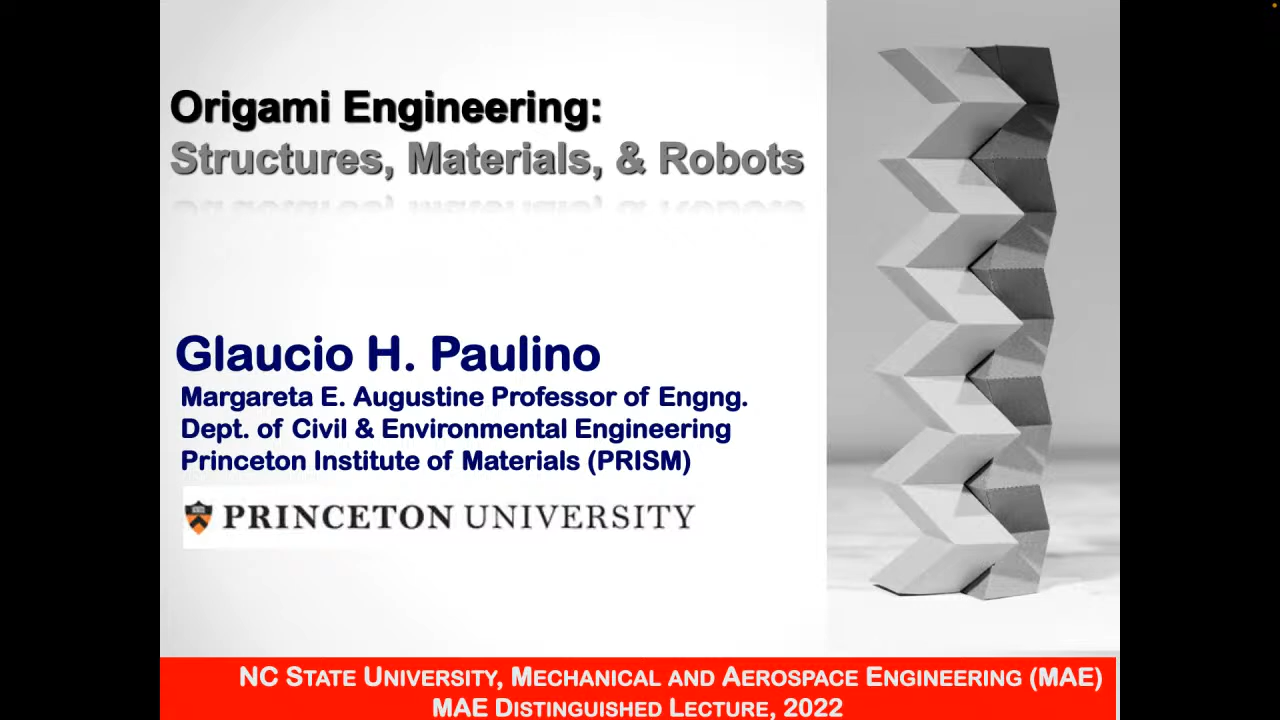 Origami Engineering:
Structures, Materials, & Robots
Glaucio H. Paulino
Margareta E. Augustine Professor of Engng.
Dept. of Civil & Environmental Engineering
Princeton Institute of Materials (PRISM)
PRINCETON UNIVERSITY
NC STATE UNIVERSITY, MECHANICAL AND AEROSPACE ENGINEERING (MAE)
MAE DISTINGUISHED LECTURE, 2022